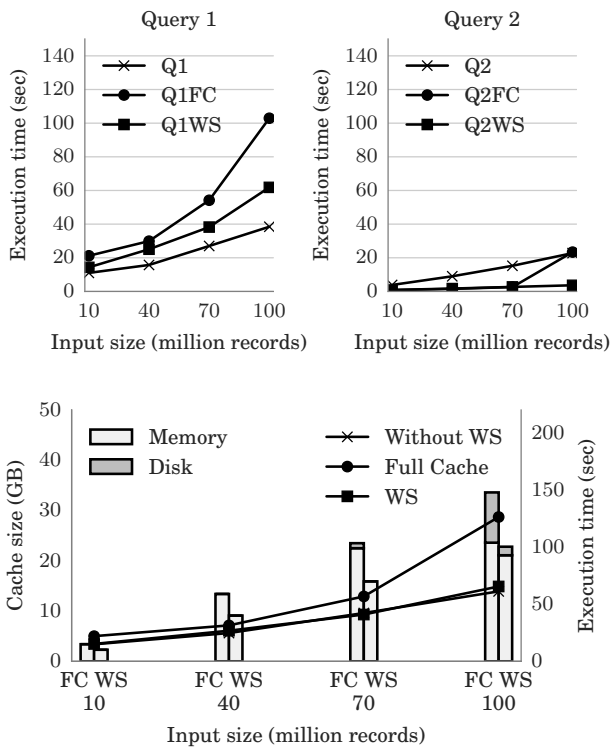 Query 1
Execution time (sec)
140
120
100
80
60
40
20
0
Q1
Q1FC
Q1WS
10 40 70 100
Input size (million records)
Query 2
Execution time (sec)
140
120
100
80
60
40
20
0
Q2
Q2FC
Q2WS
10 40 70 100
Input size (million records)
Cache size (GB)
50
40
30
20
10
0
Memory
Disk
Without WS
Full Cache
WS
200
150
100
50
0
Execution time (sec)
FC WS FC WS FC WS FC WS
10 40 70 100
Input size (million records)